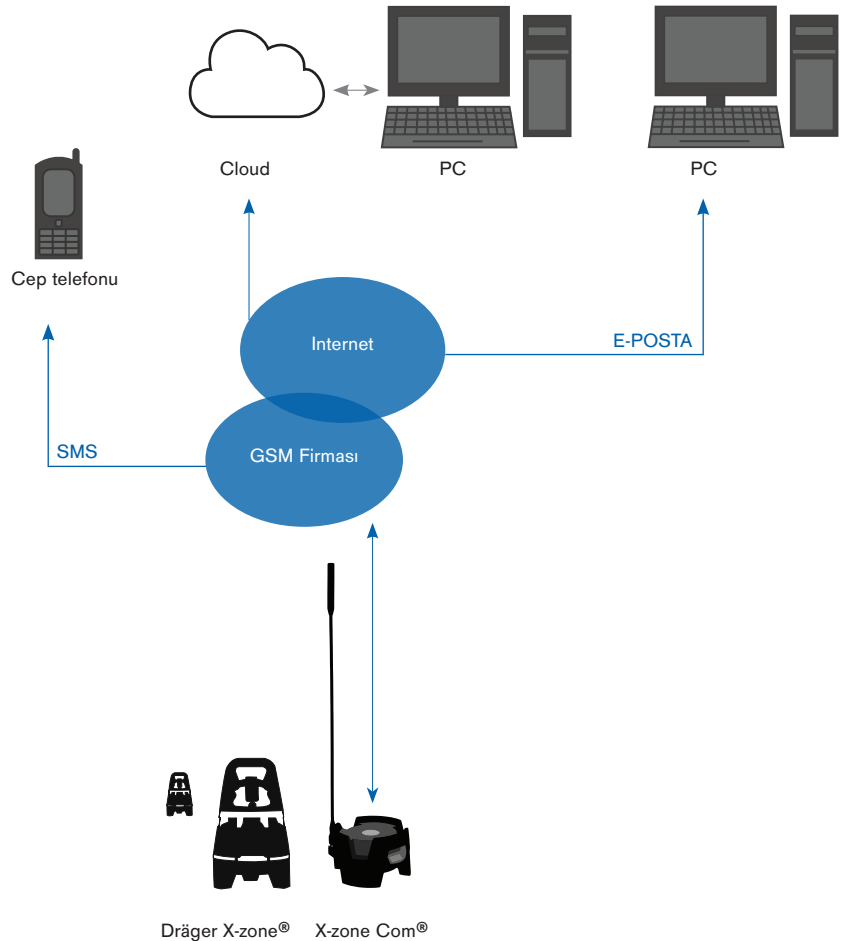 Cloud
PC
PC
Cep telefonu
Internet
E-POSTA
SMS
GSM Firması
Dräger X-zone®
X-zone Com®